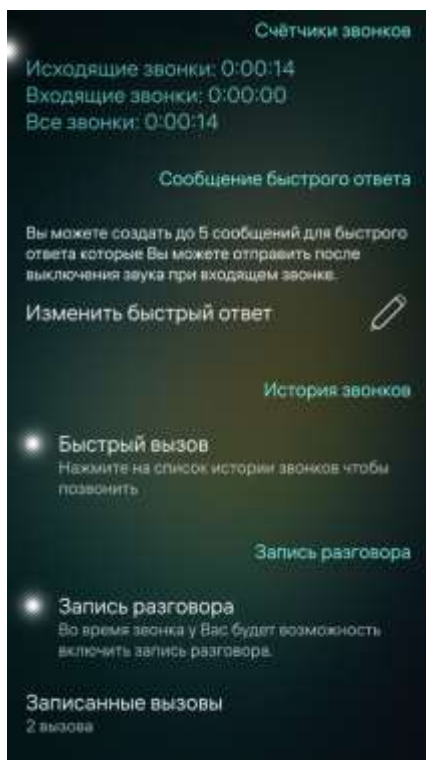 Счётчики звонков
Исходящие звонки: 0:00:14
Входящие звонки: 0:00:00
Все звонки: 0:00:14
Сообщение быстрого ответа
Вы можете создать до 5 сообщений для быстрого
ответа которые Вы можете отправить после
выключения звука при входящем звонке.
Изменить быстрый ответ
История звонков
Быстрый вызов
Нажмите на список истории звонков чтобы
позвонить
Запись разговора
Запись разговора
Во время звонка у Вас будет возможность
включить запись разговора.
Записанные вызовы
2 вызова